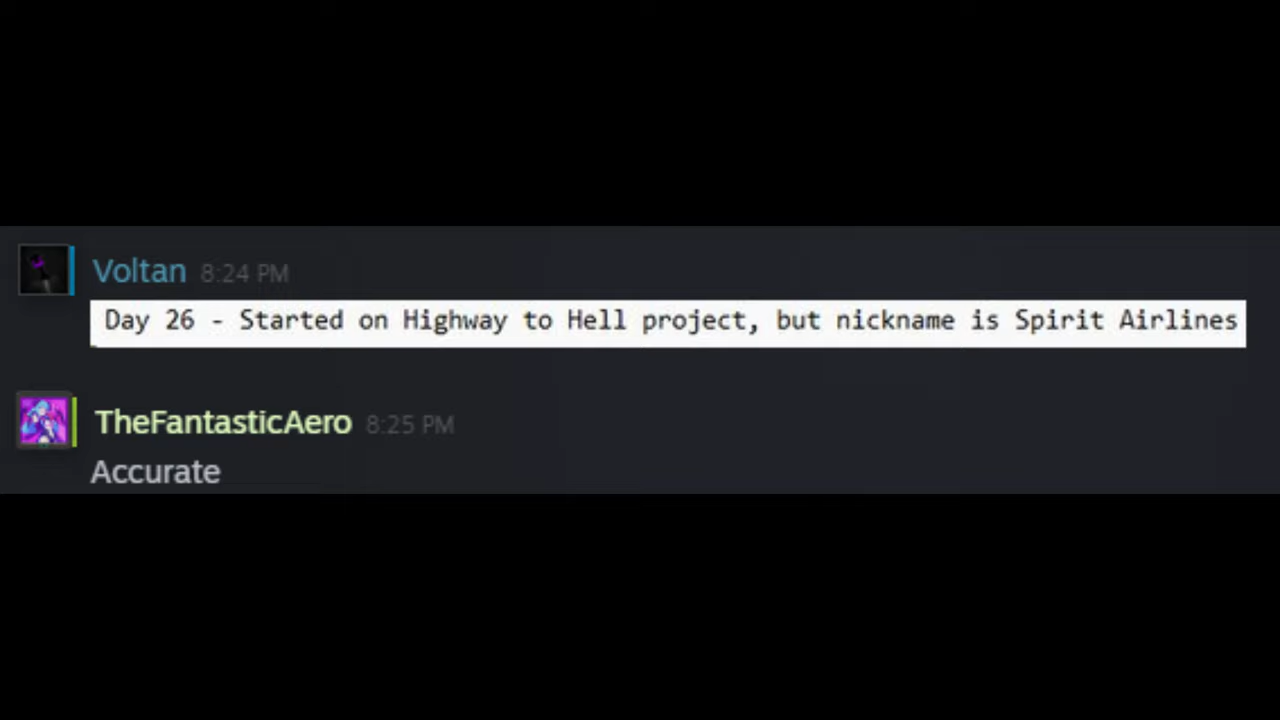 Voltan 8:24 PM
Day 26 - Started on Highway to Hell project, but nickname is Spirit Airlines
TheFantasticAero 8:25 PM
Accurate